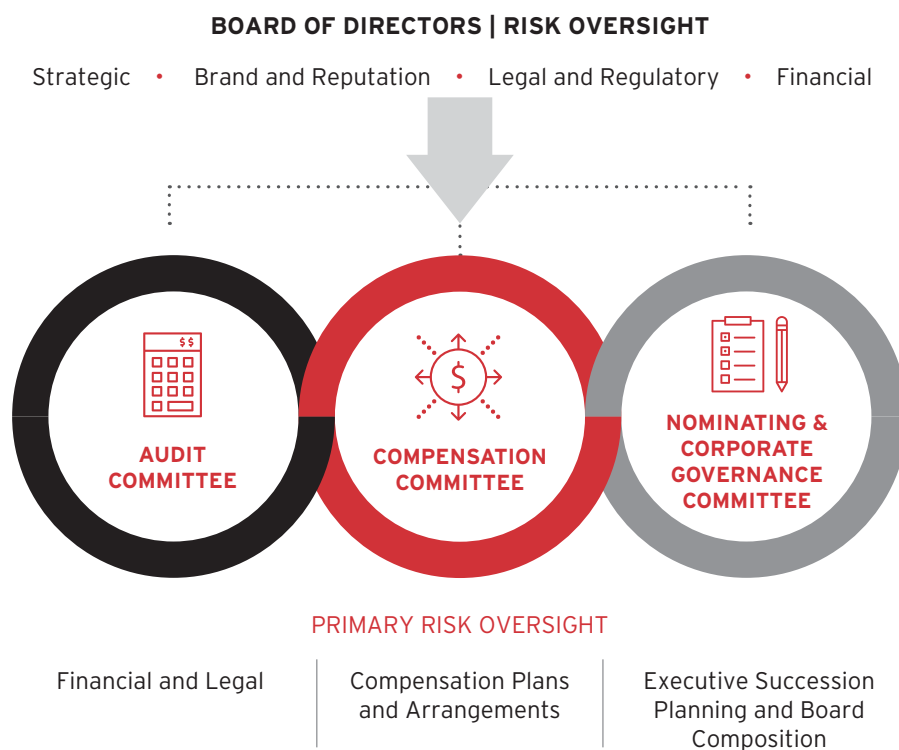 BOARD OF DIRECTORS | RISK OVERSIGHT
Strategic • Brand and Reputation • Legal and Regulatory • Financial
$$
AUDIT
COMMITTEE
$
COMPENSATION
COMMITTEE
NOMINATING &
CORPORATE
GOVERNANCE
COMMITTEE
PRIMARY RISK OVERSIGHT
Financial and Legal
Compensation Plans
and Arrangements
Executive Succession
Planning and Board
Composition